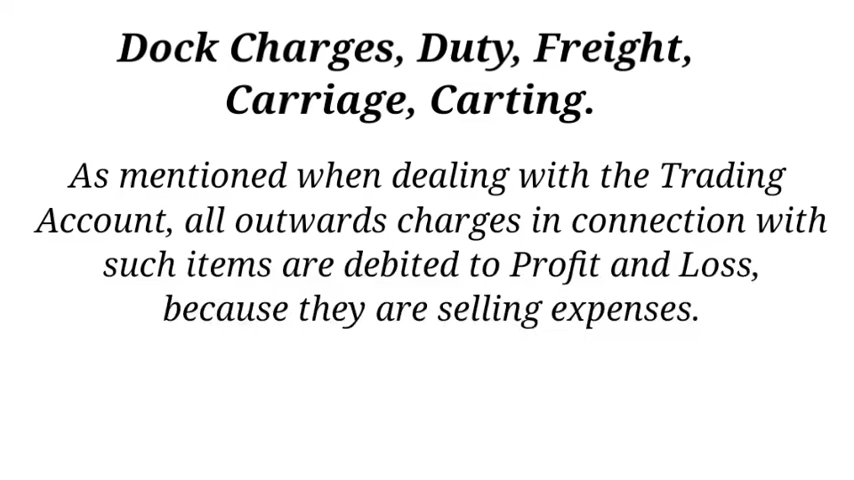 Dock Charges, Duty, Freight,
Carriage, Carting.
As mentioned when dealing with the Trading
Account, all outwards charges in connection with
such items are debited to Profit and Loss,
because they are selling expenses.